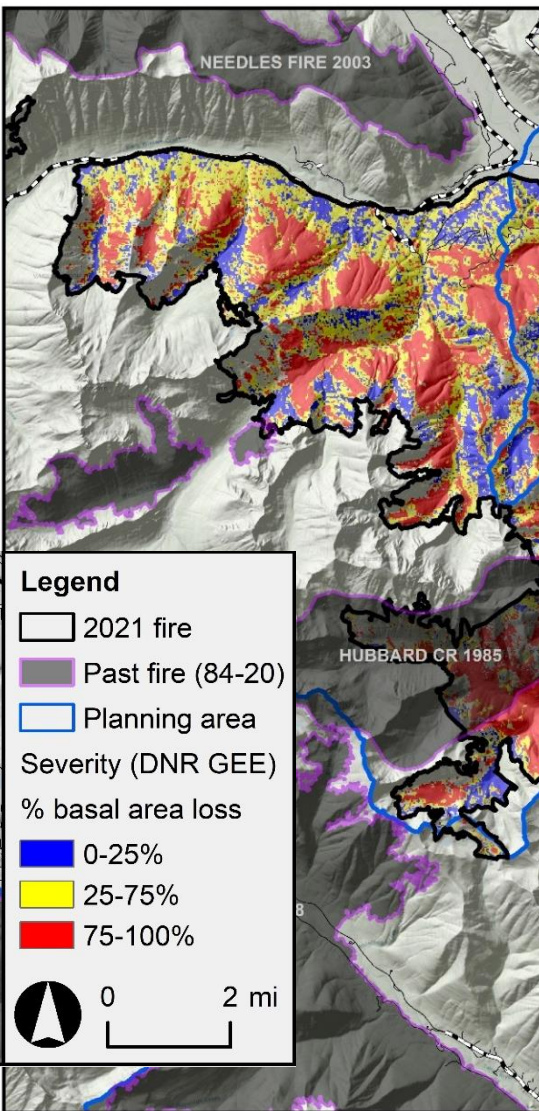 NEEDLES FIRE 2003
HUBBARD CR 1985
8
Legend
2021 fire
Past fire (84-20)
Planning area
Severity (DNR GEE)
% basal area loss
0-25%
25-75%
75-100%
0 2 mi